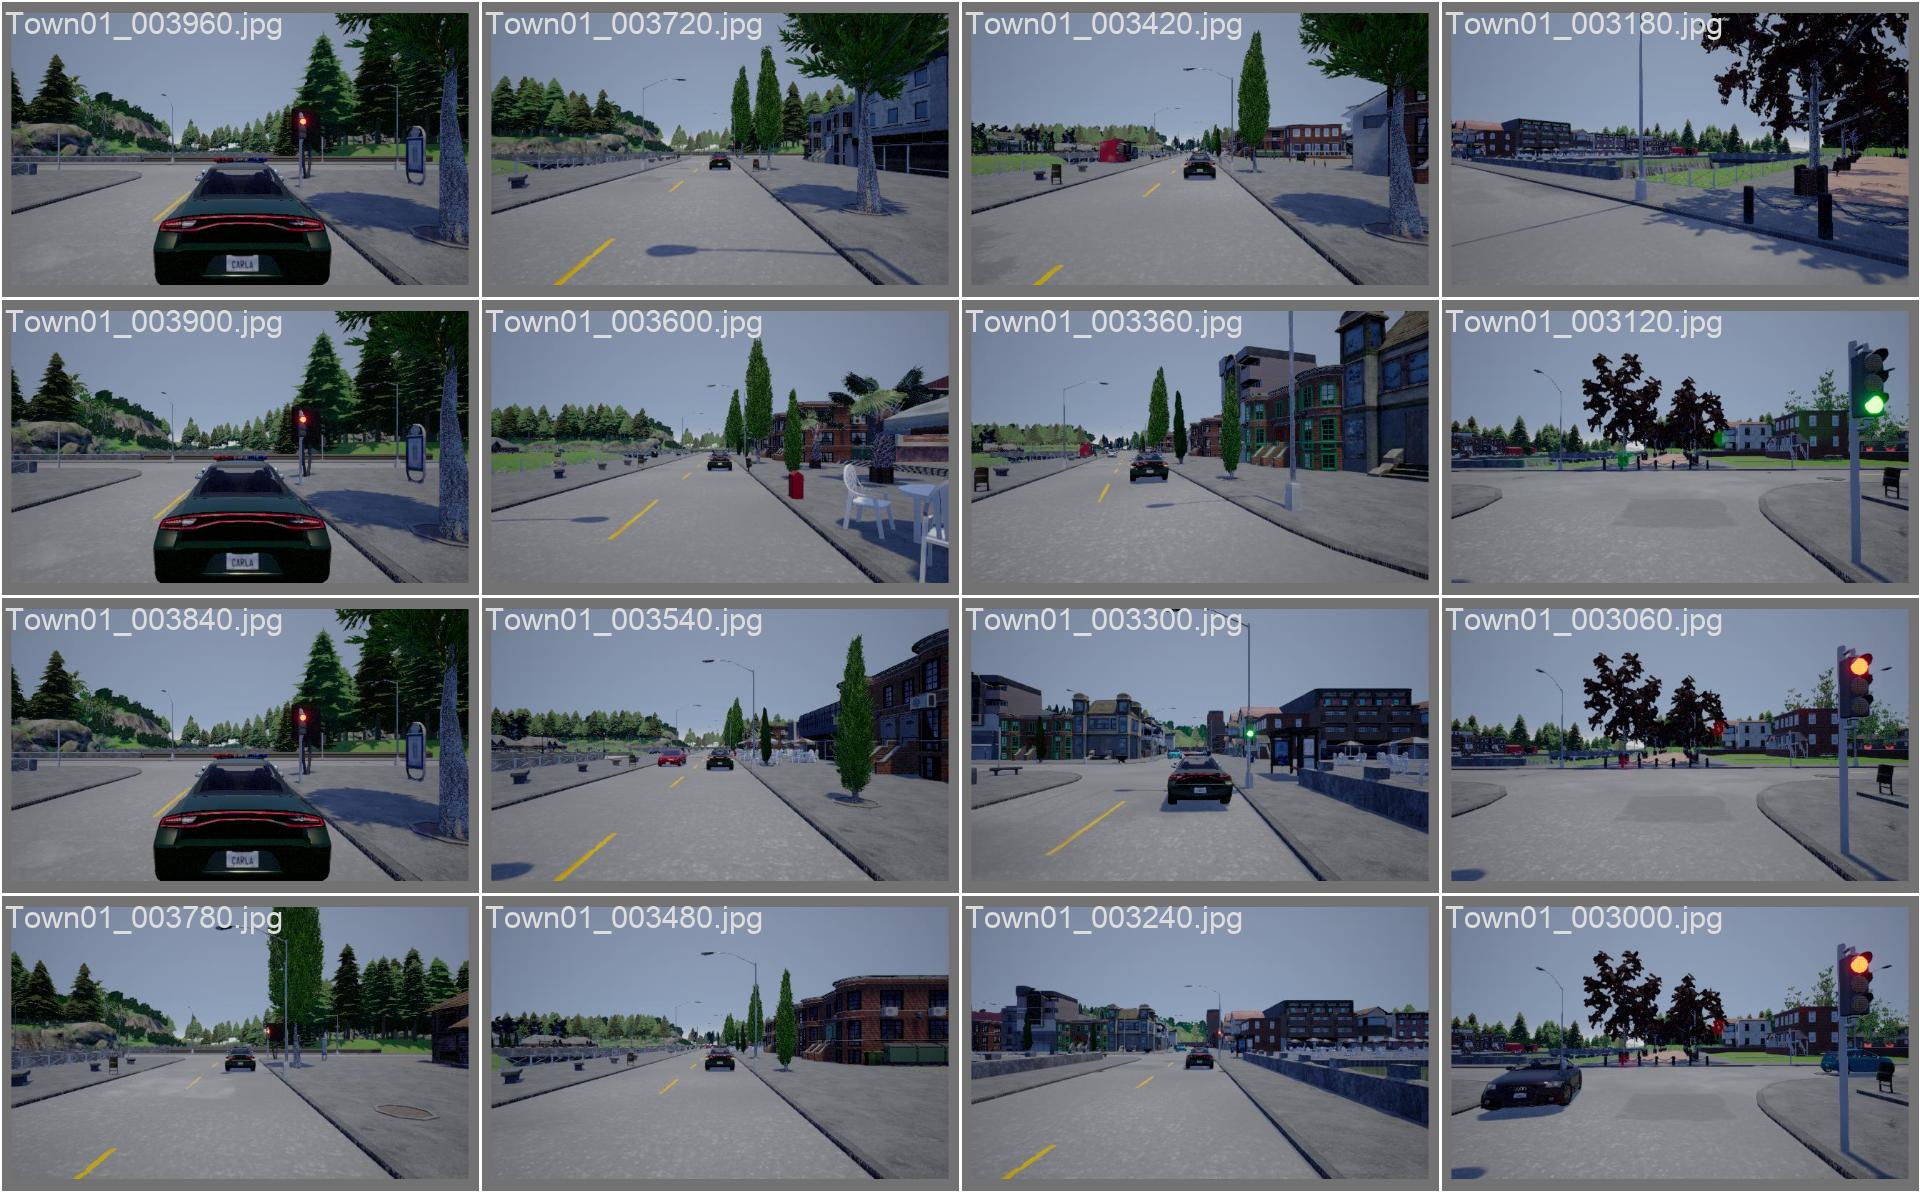 Town01_003960.jpg
Town01_003720.jpg
Town01_003420.jpg
Town01_003180.jpg
CARLA
Town01_003900.jpg
Town01_003600.jpg
Town01_003360.jpg
Town01_003120.jpg
CARLA
Town01_003840.jpg
Town01_003540.jpg
Town01_003300.jpg
Town01_003060.jpg
CARLA
Town01_003780.jpg
Town01_003480.jpg
Town01_003240.jpg
Town01_003000.jpg